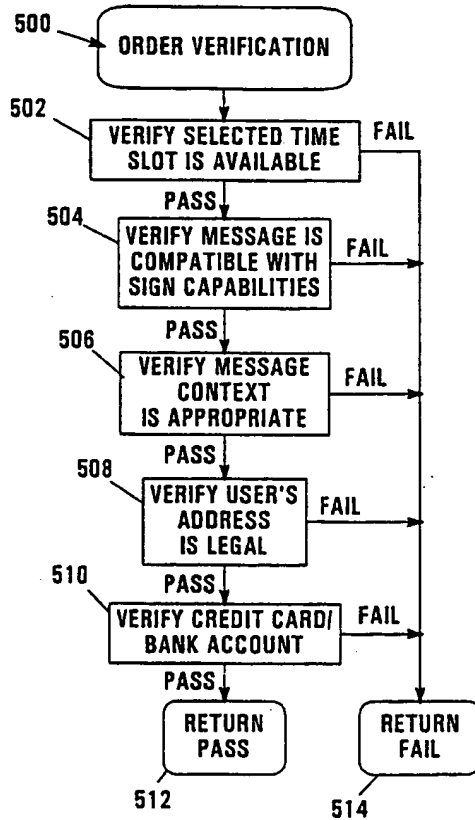 500
ORDER VERIFICATION
502
VERIFY SELECTED TIME
SLOT IS AVAILABLE
FAIL
PASS
504
VERIFY MESSAGE IS
COMPATIBLE WITH
SIGN CAPABILITIES
FAIL
PASS
506
VERIFY MESSAGE
CONTEXT
IS APPROPRIATE
FAIL
PASS
508
VERIFY USER'S
ADDRESS
IS LEGAL
FAIL
PASS
510
VERIFY CREDIT CARD/
BANK ACCOUNT
FAIL
PASS
RETURN
PASS
512
RETURN
FAIL
514